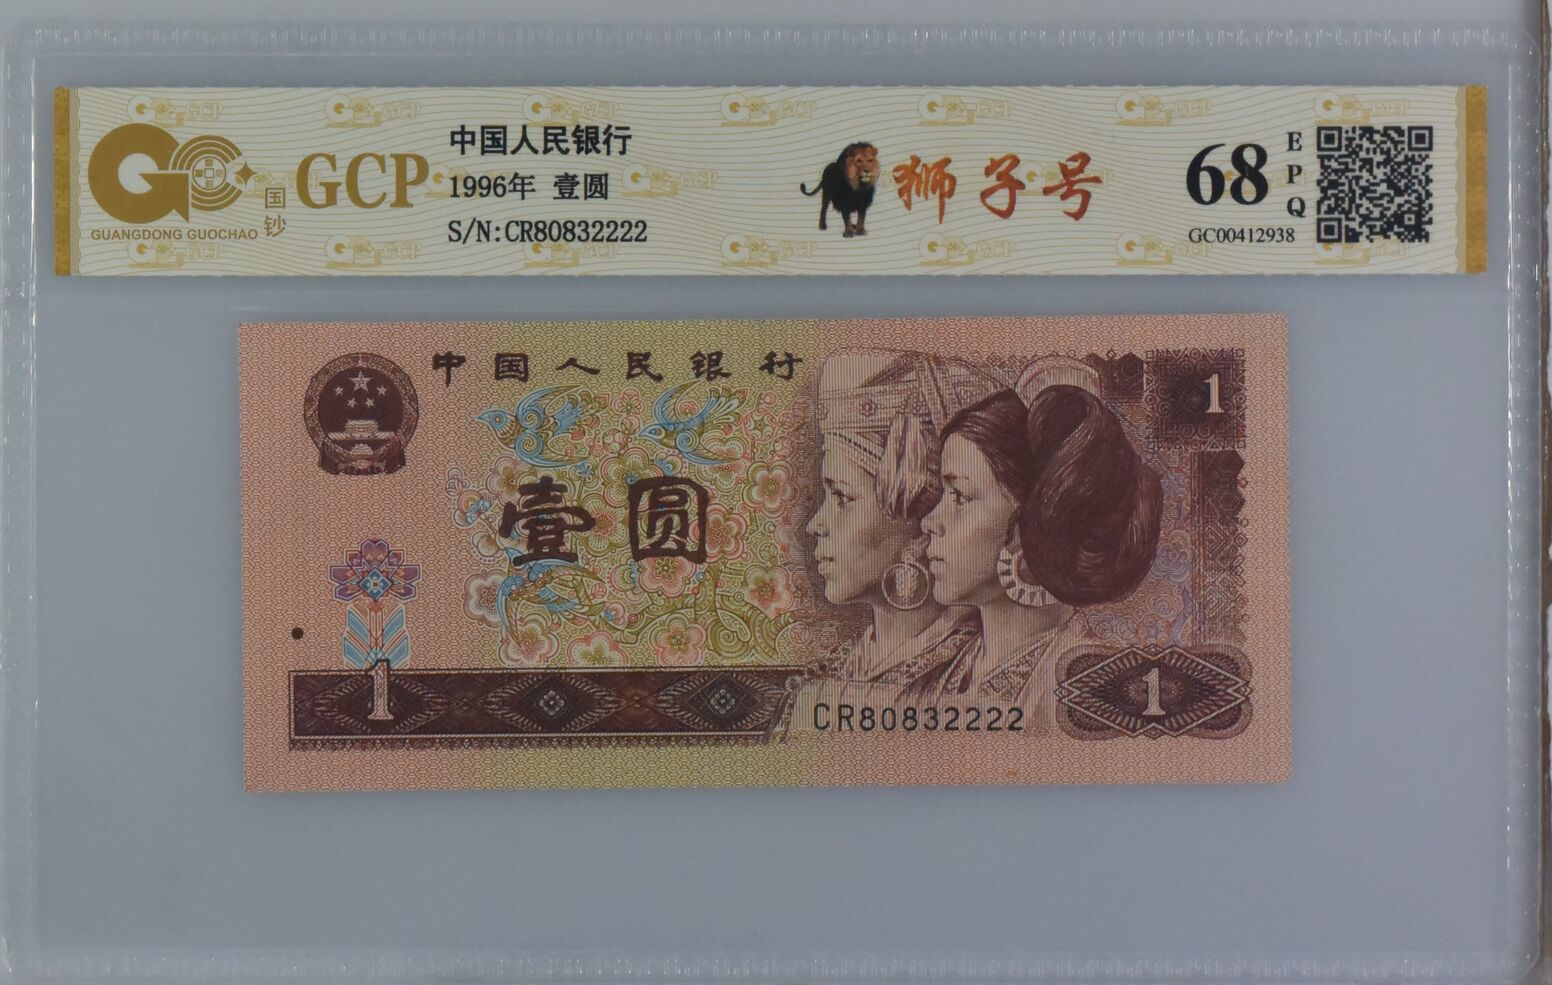 GCP
国钞
GUANGDONG GUOCHAO
中国人民银行
1996年 壹圆
S/N:CR80832222
狮子号
68
EPQ
GC00412938
中国人民银行
1
壹圆
1
CR80832222
1